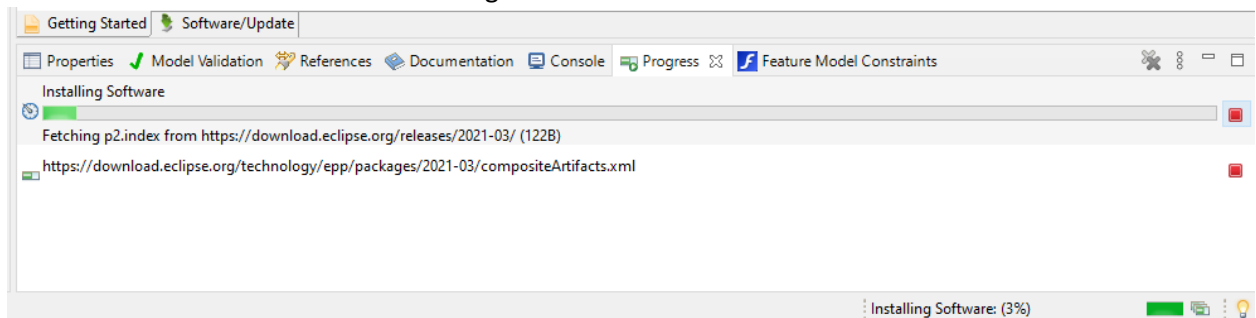 Getting Started Software/Update
Properties Model Validation References Documentation Console Progress Feature Model Constraints
Installing Software
Fetching p2.index from https://download.eclipse.org/releases/2021-03/ (122B)
https://download.eclipse.org/technology/epp/packages/2021-03/compositeArtifacts.xml
Installing Software: (3%)